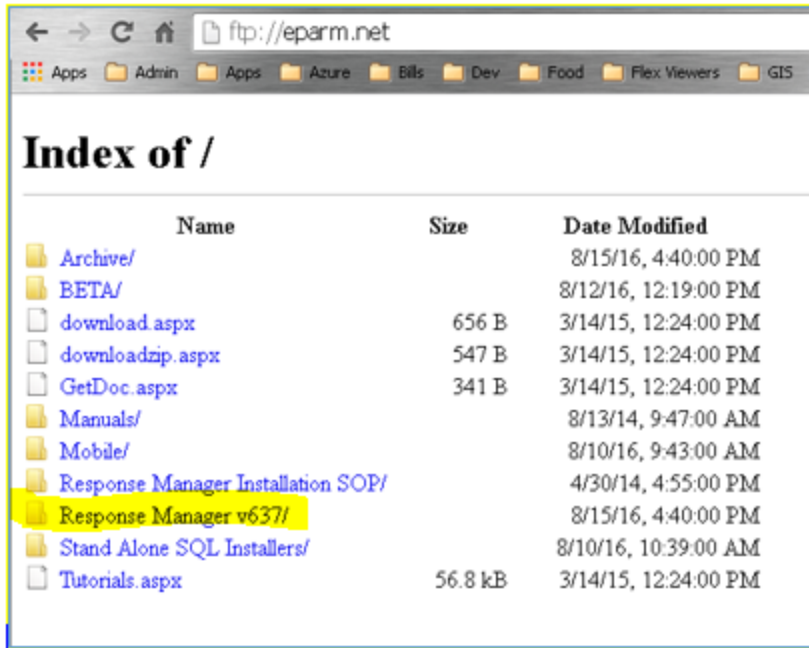 ftp://eparm.net
Apps Admin Apps Azure Bills Dev Food Flex Viewers GIS
Index of /
Name Size Date Modified
Archive/ 8/15/16, 4:40:00 PM
BETA/ 8/12/16, 12:19:00 PM
download.aspx 656 B 3/14/15, 12:24:00 PM
downloadzip.aspx 547 B 3/14/15, 12:24:00 PM
GetDoc.aspx 341 B 3/14/15, 12:24:00 PM
Manuals/ 8/13/14, 9:47:00 AM
Mobile/ 8/10/16, 9:43:00 AM
Response Manager Installation SOP/ 4/30/14, 4:55:00 PM
Response Manager v637/ 8/15/16, 4:40:00 PM
Stand Alone SQL Installers/ 8/10/16, 10:39:00 AM
Tutorials.aspx 56.8 kB 3/14/15, 12:24:00 PM